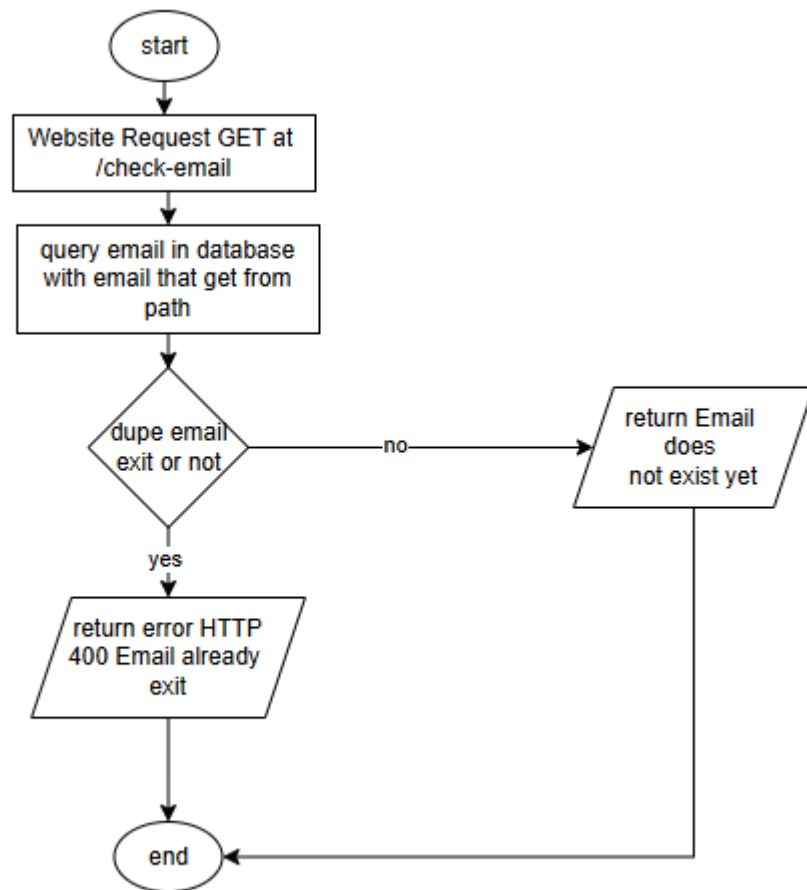 start
Website Request GET at
/check-email
query email in database
with email that get from
path
dupe email
exit or not
no
return Email
does
not exist yet
yes
return error HTTP
400 Email already
exit
end